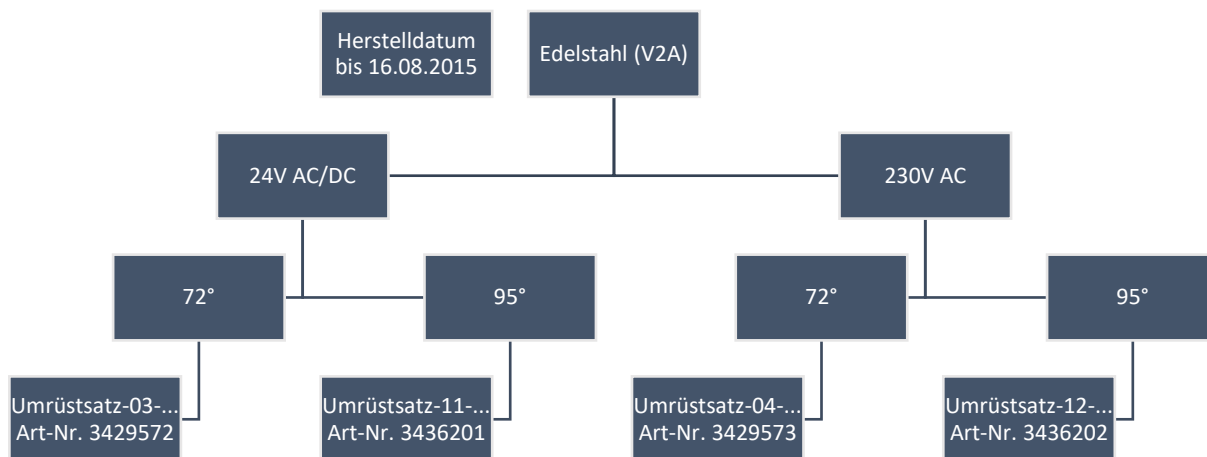 Herstelldatum
bis 16.08.2015
Edelstahl (V2A)
24V AC/DC
230V AC
72°
95°
72°
95°
Umrüstsatz-03-...
Art-Nr. 3429572
Umrüstsatz-11-...
Art-Nr. 3436201
Umrüstsatz-04-...
Art-Nr. 3429573
Umrüstsatz-12-...
Art-Nr. 3436202